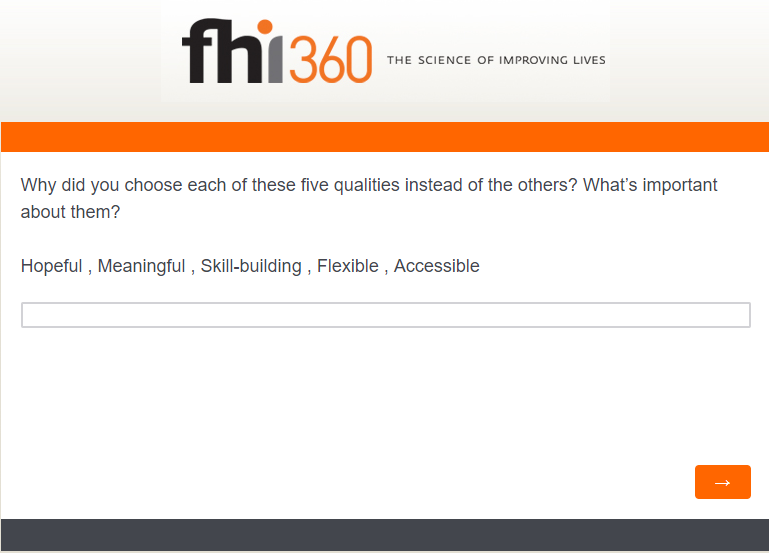 fhi360 THE SCIENCE OF IMPROVING LIVES
Why did you choose each of these five qualities instead of the others? What’s important
about them?
Hopeful , Meaningful , Skill-building , Flexible , Accessible
→